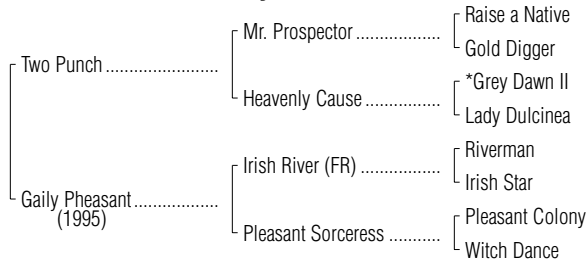 Raise a Native
Mr. Prospector ..................
Gold Digger
Two Punch ........................
*Grey Dawn II
Heavenly Cause ................
Lady Dulcinea
Riverman
Irish River (FR) .................
Irish Star
Gaily Pheasant ..................
(1995)
Pleasant Colony
Pleasant Sorceress ...........
Witch Dance